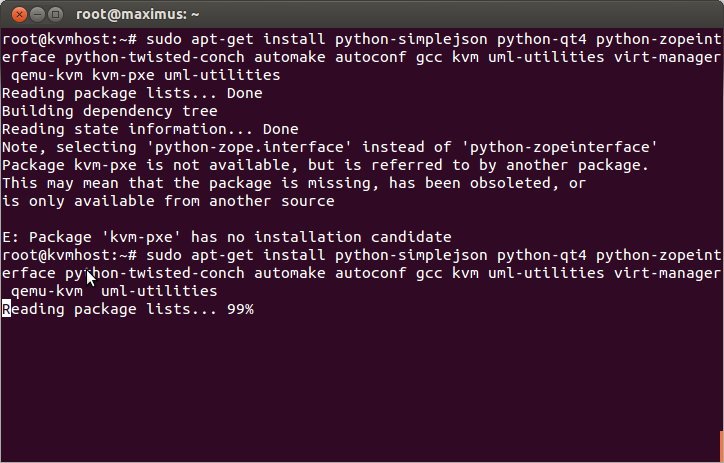 root@maximus: ~
root@kvmhost:~# sudo apt-get install python-simplejson python-qt4 python-zopeint
erface python-twisted-conch automake autoconf gcc kvm uml-utilities virt-manager
 qemu-kvm kvm-pxe uml-utilities
Reading package lists... Done
Building dependency tree
Reading state information... Done
Note, selecting 'python-zope.interface' instead of 'python-zopeinterface'
Package kvm-pxe is not available, but is referred to by another package.
This may mean that the package is missing, has been obsoleted, or
is only available from another source

E: Package 'kvm-pxe' has no installation candidate
root@kvmhost:~# sudo apt-get install python-simplejson python-qt4 python-zopeint
erface python-twisted-conch automake autoconf gcc kvm uml-utilities virt-manager
 qemu-kvm  uml-utilities
Reading package lists... 99%